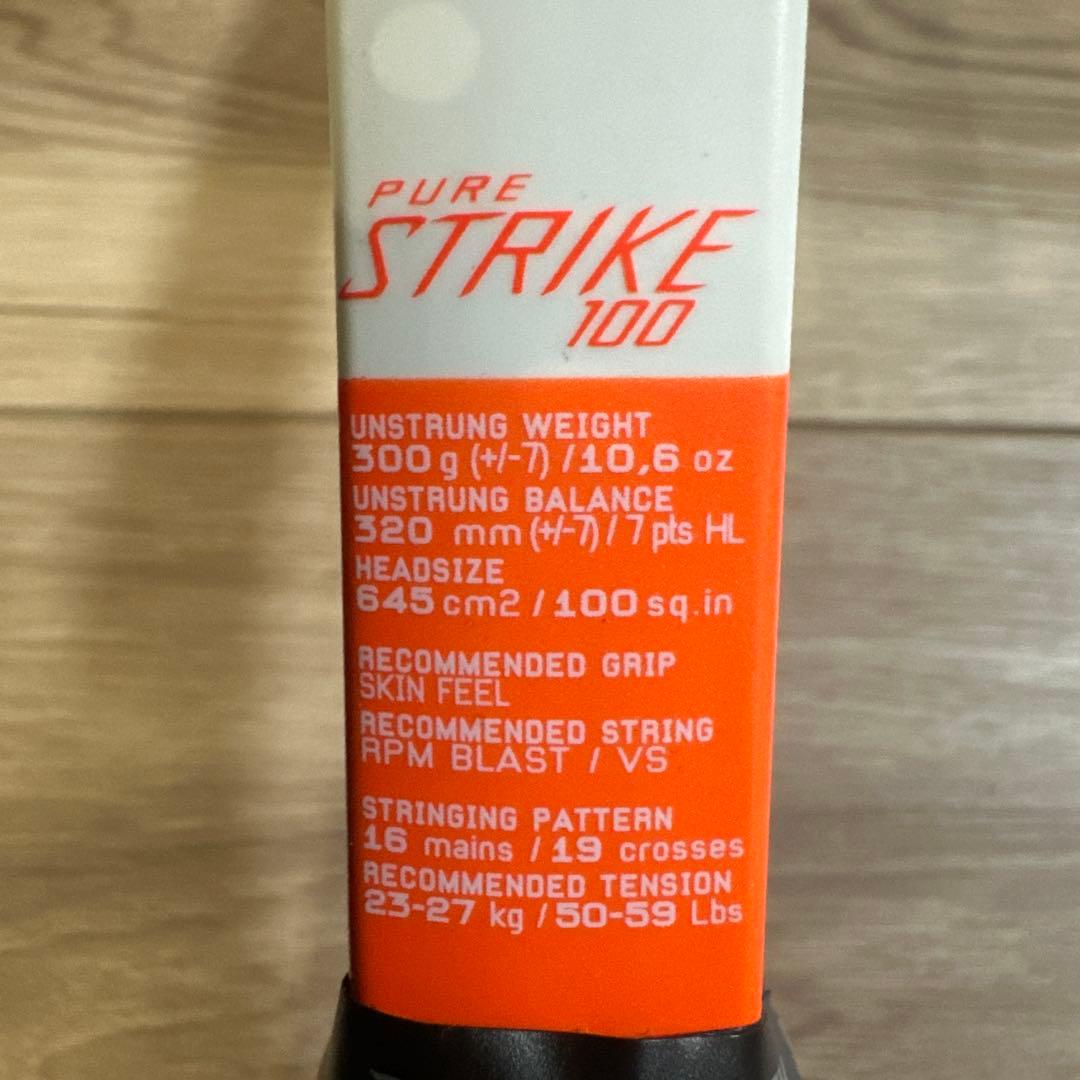 PURE
STRIKE
100
UNSTRUNG WEIGHT
300 g (+/-7) / 10,6 oz
UNSTRUNG BALANCE
320 mm (+/-7) / 7 pts HL
HEADSIZE
645 cm2 / 100 sq.in
RECOMMENDED GRIP
SKIN FEEL
RECOMMENDED STRING
RPM BLAST / VS
STRINGING PATTERN
16 mains / 19 crosses
RECOMMENDED TENSION
23-27 kg / 50-59 Lbs